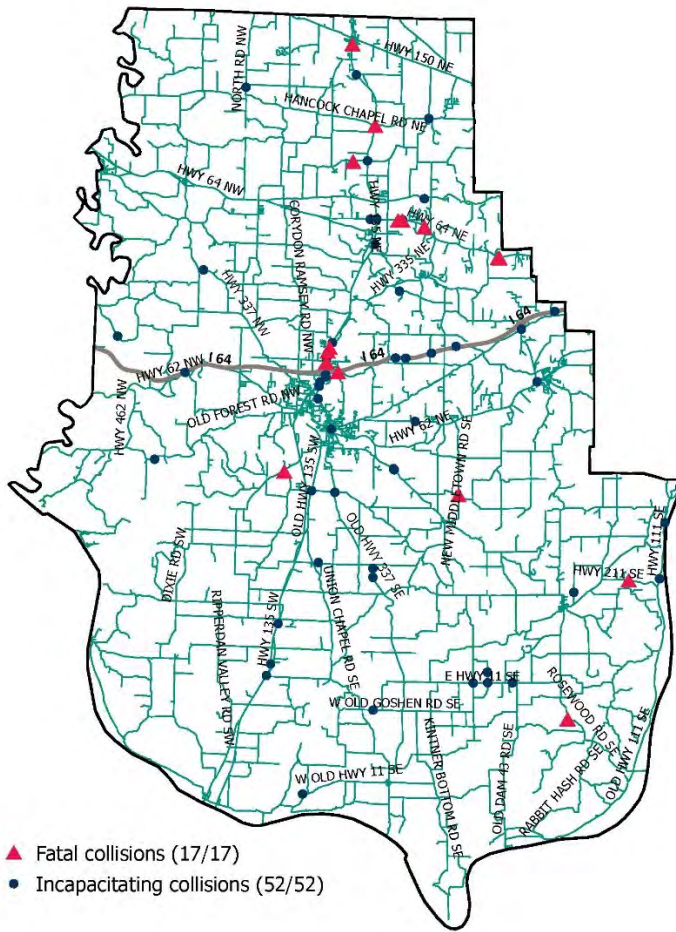 HWY 150 NE
NORTH RD NW
HANCOCK CHAPEL RD NE
HWY 64 NW
HWY 64 NE
CORYDON RAMSEY RD NW
HWY 335 NE
HWY 337 NW
I 64
I 64
I 64
HWY 62 NW
OLD FOREST RD NW
HWY 462 NW
HWY 62 NE
OLD HWY 135 SW
NEW MIDDLETOWN RD SE
HWY 111 SE
OLD HWY 337 SE
HWY 211 SE
DIXIE RD SW
UNION CHAPEL RD SE
RIPPERDAN VALLEY RD SW
HWY 135 SW
E HWY 11 SE
ROSEWOOD RD SE
W OLD GOSHEN RD SE
KINTNER BOTTOM RD SE
OLD DAM 43 RD SE
RABBIT HASH RD SE
OLD HWY 111 SE
W OLD HWY 11 SE
Fatal collisions (17/17)
Incapacitating collisions (52/52)